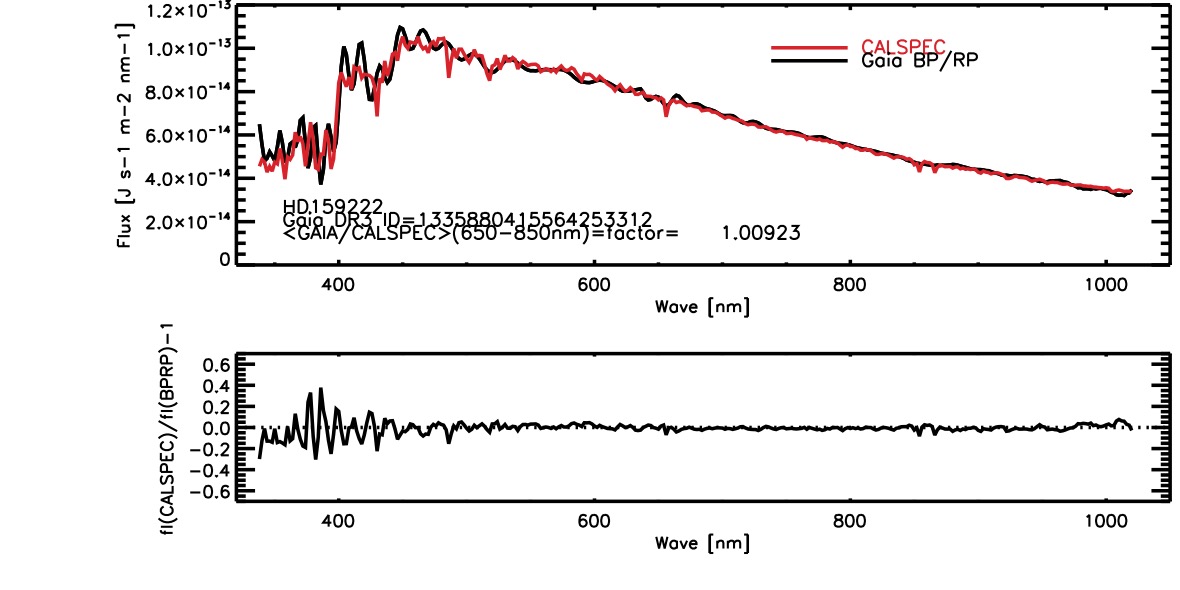 1.2×10−13
1.0×10−13
8.0×10−14
6.0×10−14
4.0×10−14
2.0×10−14
0
Flux [J s−1 m−2 nm−1]
CALSPEC
Gaia BP/RP
HD159222
Gaia DR3 ID=1335880415564253312
<GAIA/CALSPEC>(650−850nm)=factor= 1.00923
400 600 800 1000
Wave [nm]
fl(CALSPEC)/fl(BPRP)−1
0.6
0.4
0.2
0.0
−0.2
−0.4
−0.6
400 600 800 1000
Wave [nm]